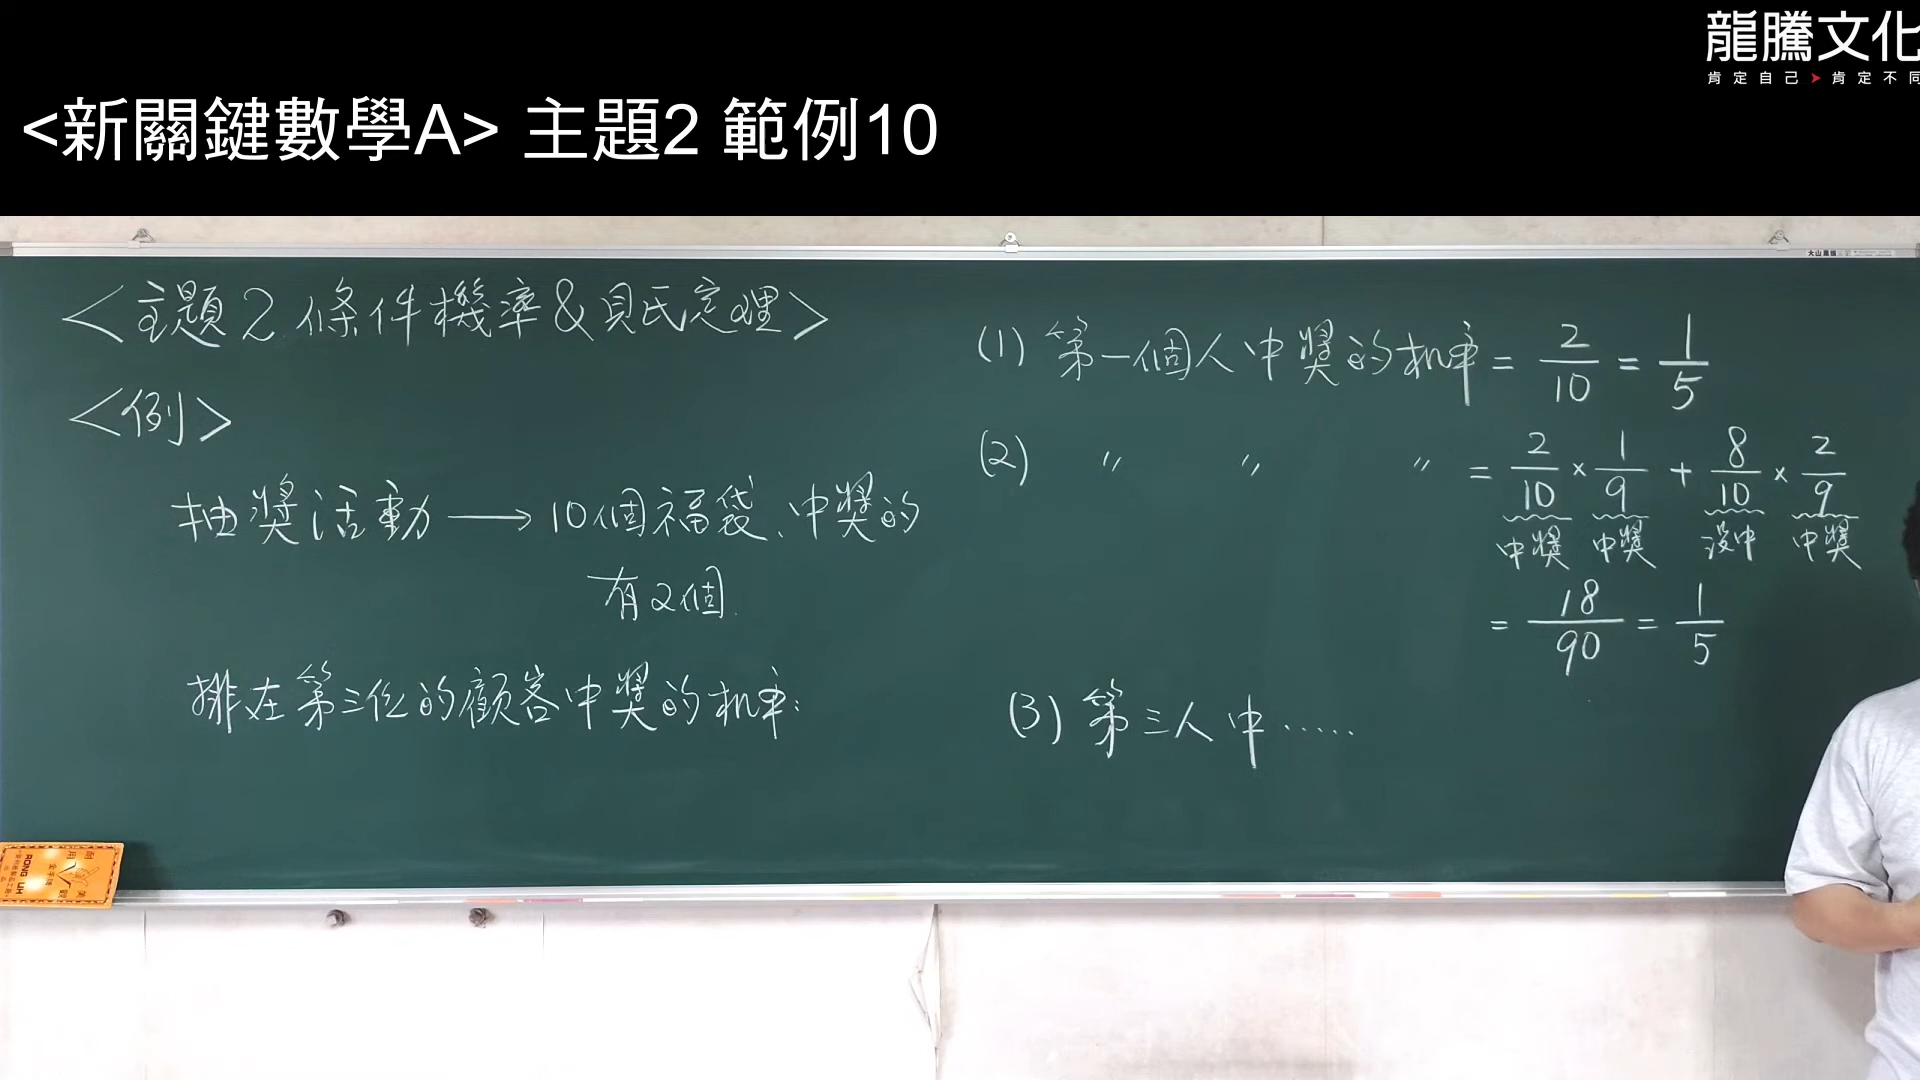 龍騰文化
肯定自己➤肯定不同
<新關鍵數學A> 主題2 範例10
<主題2.條件機率&貝氏定理>
<例>
抽獎活動 ⟶ 10個福袋、中獎的
有2個.
排在第三位的顧客中獎的机率:
(1) 第一個人中獎的机率 = 2/10 = 1/5
(2) 〃 〃 〃 = 2/10 × 1/9 + 8/10 × 2/9
中獎 中獎 沒中 中獎
= 18/90 = 1/5
(3) 第三人中……